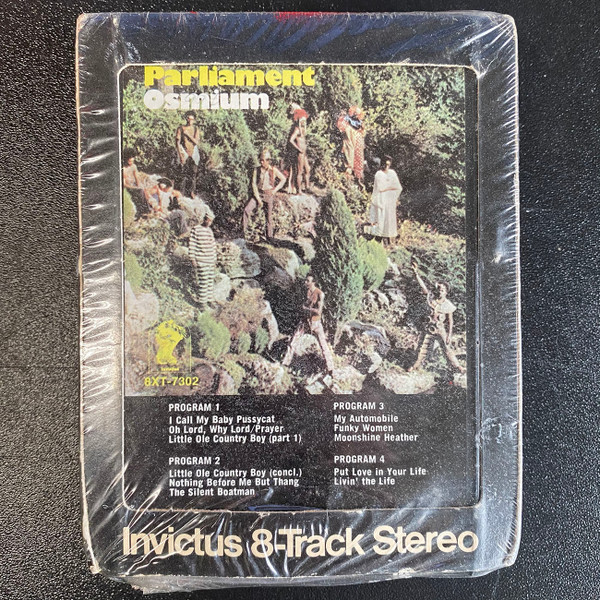 Parliament
Osmium
8XT-7302
PROGRAM 1
I Call My Baby Pussycat
Oh Lord, Why Lord/Prayer
Little Ole Country Boy (part 1)
PROGRAM 2
Little Ole Country Boy (concl.)
Nothing Before Me But Thang
The Silent Boatman
PROGRAM 3
My Automobile
Funky Women
Moonshine Heather
PROGRAM 4
Put Love in Your Life
Livin' the Life
Invictus 8-Track Stereo